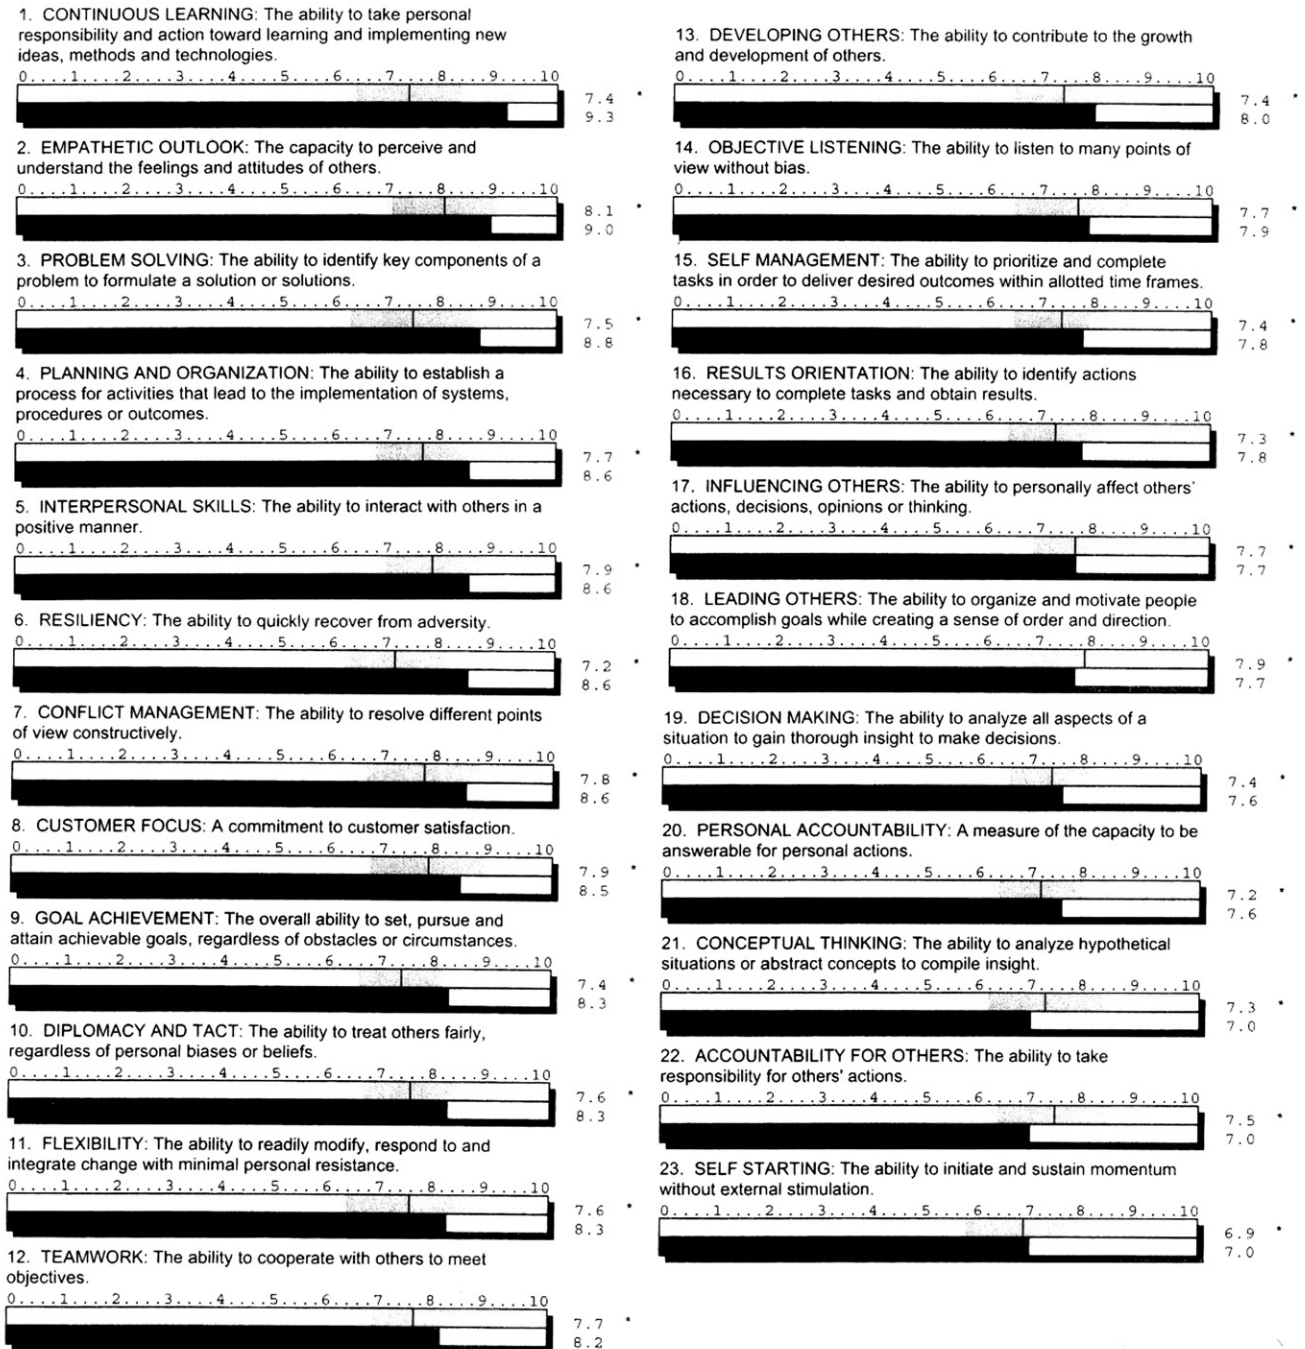 1. CONTINUOUS LEARNING: The ability to take personal
responsibility and action toward learning and implementing new
ideas, methods and technologies.
0....1....2....3....4....5....6....7....8....9....10
7.4 *
9.3
2. EMPATHETIC OUTLOOK: The capacity to perceive and
understand the feelings and attitudes of others.
0....1....2....3....4....5....6....7....8....9....10
8.1 *
9.0
3. PROBLEM SOLVING: The ability to identify key components of a
problem to formulate a solution or solutions.
0....1....2....3....4....5....6....7....8....9....10
7.5 *
8.8
4. PLANNING AND ORGANIZATION: The ability to establish a
process for activities that lead to the implementation of systems,
procedures or outcomes.
0....1....2....3....4....5....6....7....8....9....10
7.7 *
8.6
5. INTERPERSONAL SKILLS: The ability to interact with others in a
positive manner.
0....1....2....3....4....5....6....7....8....9....10
7.9 *
8.6
6. RESILIENCY: The ability to quickly recover from adversity.
0....1....2....3....4....5....6....7....8....9....10
7.2 *
8.6
7. CONFLICT MANAGEMENT: The ability to resolve different points
of view constructively.
0....1....2....3....4....5....6....7....8....9....10
7.8 *
8.6
8. CUSTOMER FOCUS: A commitment to customer satisfaction.
0....1....2....3....4....5....6....7....8....9....10
7.9 *
8.5
9. GOAL ACHIEVEMENT: The overall ability to set, pursue and
attain achievable goals, regardless of obstacles or circumstances.
0....1....2....3....4....5....6....7....8....9....10
7.4 *
8.3
10. DIPLOMACY AND TACT: The ability to treat others fairly,
regardless of personal biases or beliefs.
0....1....2....3....4....5....6....7....8....9....10
7.6 *
8.3
11. FLEXIBILITY: The ability to readily modify, respond to and
integrate change with minimal personal resistance.
0....1....2....3....4....5....6....7....8....9....10
7.6 *
8.3
12. TEAMWORK: The ability to cooperate with others to meet
objectives.
0....1....2....3....4....5....6....7....8....9....10
7.7 *
8.2
13. DEVELOPING OTHERS: The ability to contribute to the growth
and development of others.
0....1....2....3....4....5....6....7....8....9....10
7.4 *
8.0
14. OBJECTIVE LISTENING: The ability to listen to many points of
view without bias.
0....1....2....3....4....5....6....7....8....9....10
7.7 *
7.9
15. SELF MANAGEMENT: The ability to prioritize and complete
tasks in order to deliver desired outcomes within allotted time frames.
0....1....2....3....4....5....6....7....8....9....10
7.4 *
7.8
16. RESULTS ORIENTATION: The ability to identify actions
necessary to complete tasks and obtain results.
0....1....2....3....4....5....6....7....8....9....10
7.3 *
7.8
17. INFLUENCING OTHERS: The ability to personally affect others'
actions, decisions, opinions or thinking.
0....1....2....3....4....5....6....7....8....9....10
7.7 *
7.7
18. LEADING OTHERS: The ability to organize and motivate people
to accomplish goals while creating a sense of order and direction.
0....1....2....3....4....5....6....7....8....9....10
7.9 *
7.7
19. DECISION MAKING: The ability to analyze all aspects of a
situation to gain thorough insight to make decisions.
0....1....2....3....4....5....6....7....8....9....10
7.4 *
7.6
20. PERSONAL ACCOUNTABILITY: A measure of the capacity to be
answerable for personal actions.
0....1....2....3....4....5....6....7....8....9....10
7.2 *
7.6
21. CONCEPTUAL THINKING: The ability to analyze hypothetical
situations or abstract concepts to compile insight.
0....1....2....3....4....5....6....7....8....9....10
7.3 *
7.0
22. ACCOUNTABILITY FOR OTHERS: The ability to take
responsibility for others' actions.
0....1....2....3....4....5....6....7....8....9....10
7.5 *
7.0
23. SELF STARTING: The ability to initiate and sustain momentum
without external stimulation.
0....1....2....3....4....5....6....7....8....9....10
6.9 *
7.0